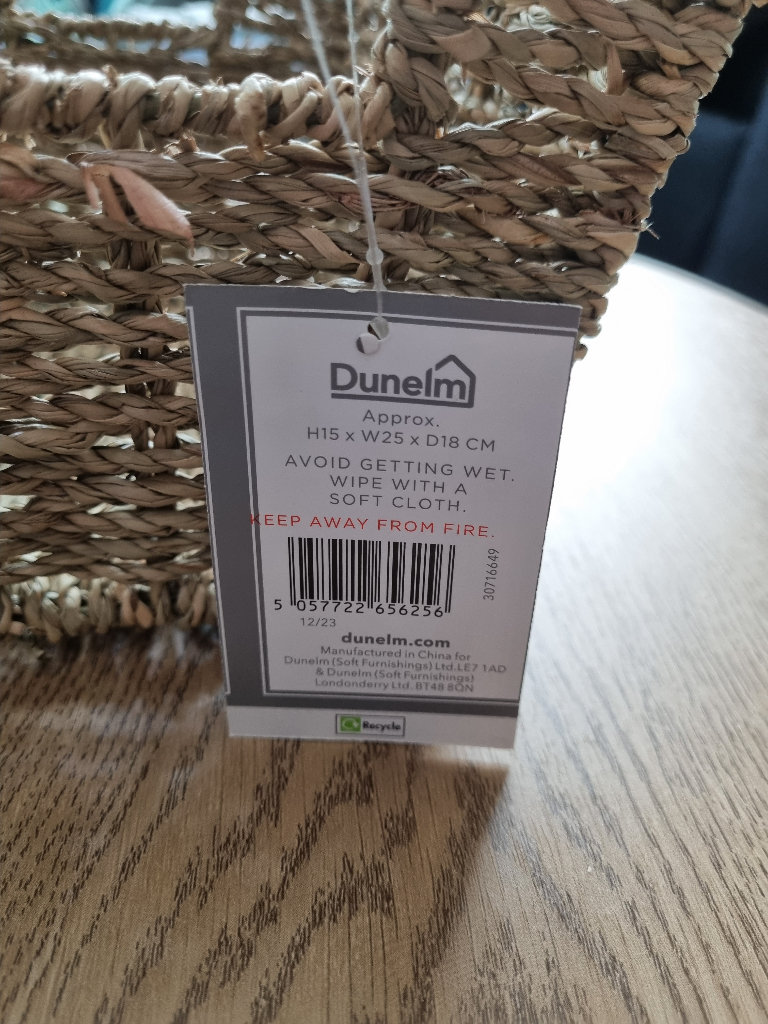 Dunelm
Approx.
H15 x W25 x D18 CM
AVOID GETTING WET.
WIPE WITH A
SOFT CLOTH.
KEEP AWAY FROM FIRE.
30716649
5 057722 656256
12/23
dunelm.com
Manufactured in China for
Dunelm (Soft Furnishings) Ltd.LE7 1AD
& Dunelm (Soft Furnishings)
Londonderry Ltd. BT48 8QN
Recycle